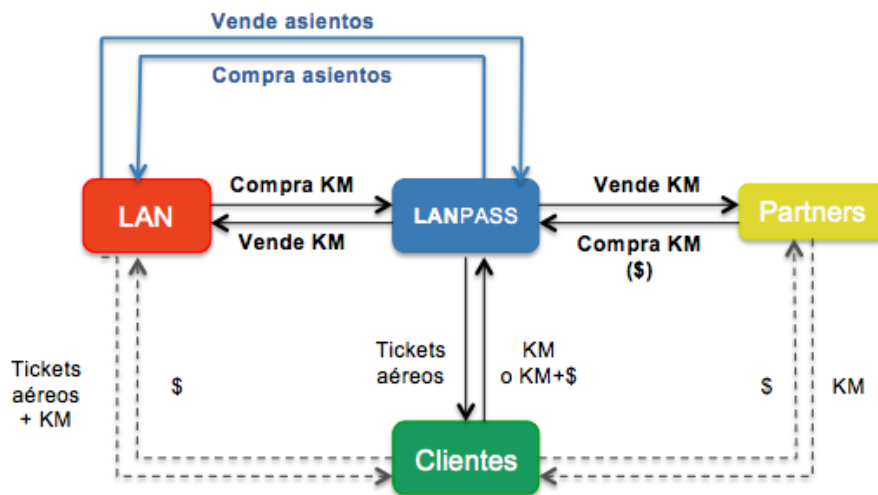 Vende asientos
Compra asientos
Compra KM
Vende KM
LAN
LANPASS
Partners
Vende KM
Compra KM
($)
Tickets
aéreos
+ KM
$
Tickets
aéreos
KM
o KM+$
$
KM
Clientes